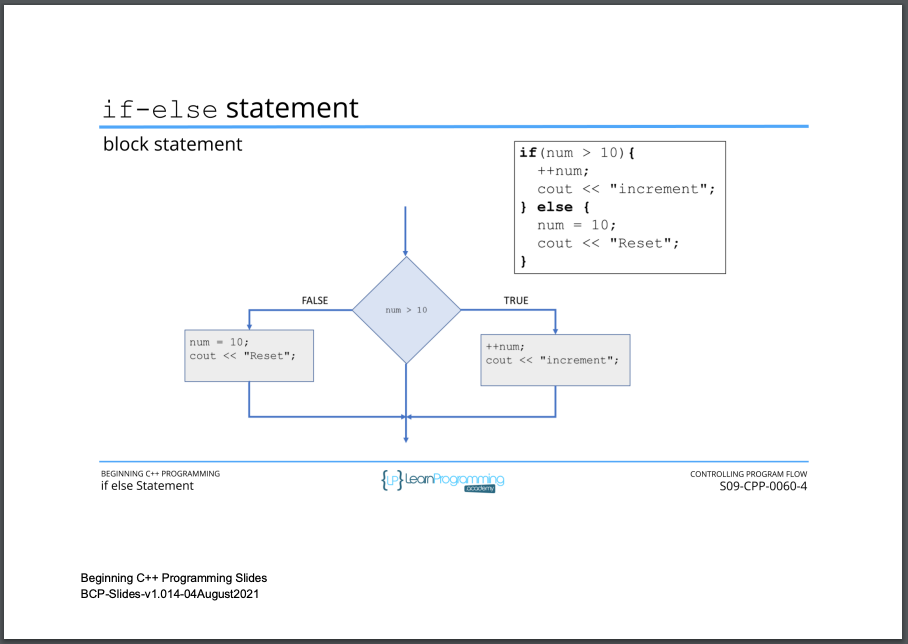 if-else statement
block statement
if(num > 10){
  ++num;
  cout << "increment";
} else {
  num = 10;
  cout << "Reset";
}
FALSE
num > 10
TRUE
num = 10;
cout << "Reset";
++num;
cout << "increment";
BEGINNING C++ PROGRAMMING
if else Statement
{LP} LearnProgramming
academy
CONTROLLING PROGRAM FLOW
S09-CPP-0060-4
Beginning C++ Programming Slides
BCP-Slides-v1.014-04August2021